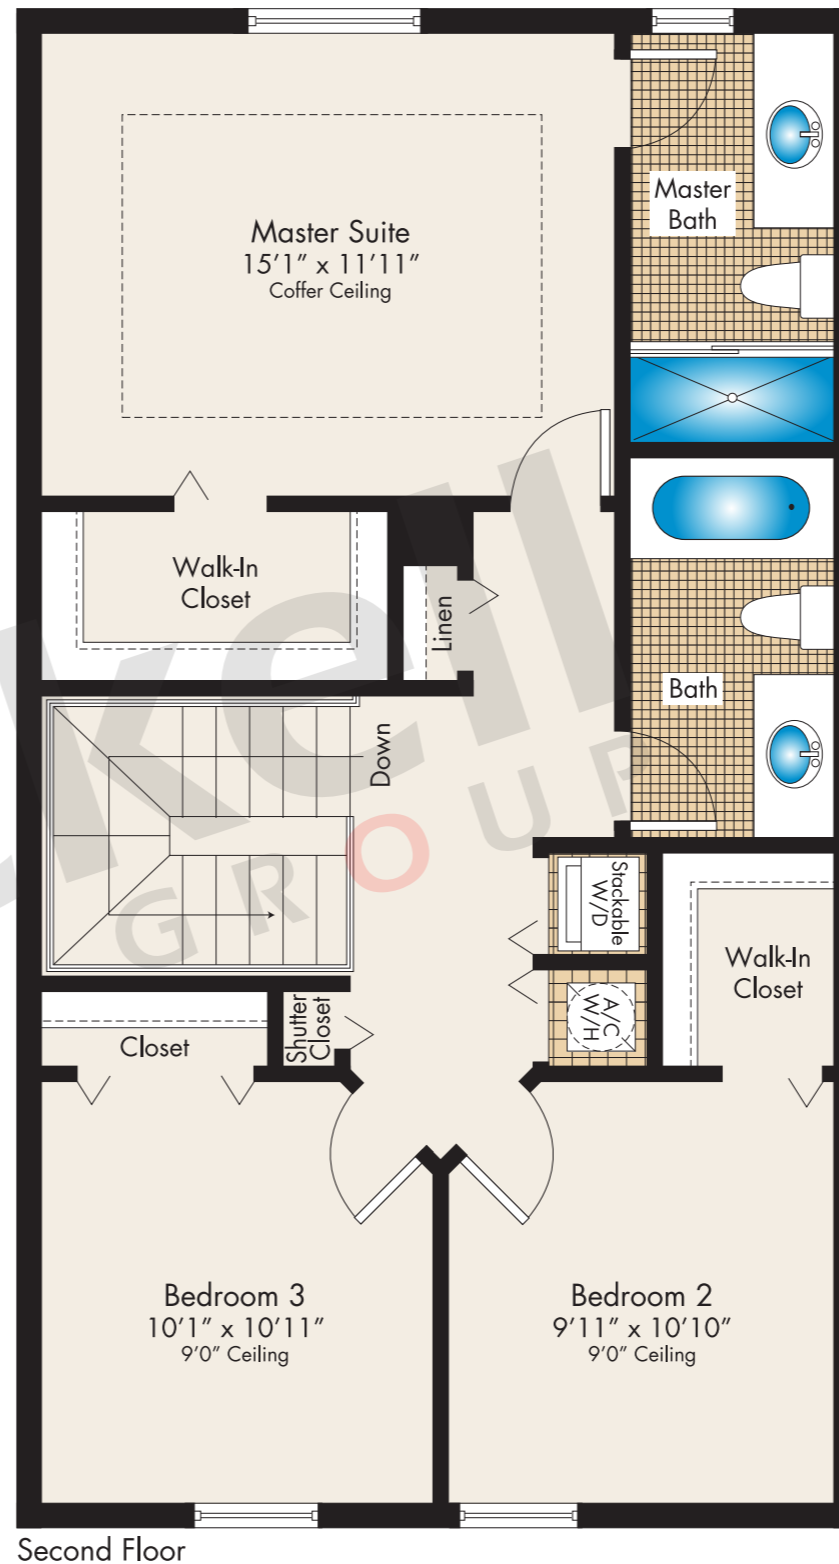 Master Suite
15'1" x 11'11"
Coffer Ceiling
Master
Bath
Walk-In
Closet
Linen
Bath
Down
Stackable
W/D
Walk-In
Closet
A/C
W/H
Shutter
Closet
Closet
Bedroom 3
10'1" x 10'11"
9'0" Ceiling
Bedroom 2
9'11" x 10'10"
9'0" Ceiling
Second Floor
kell
GROUP